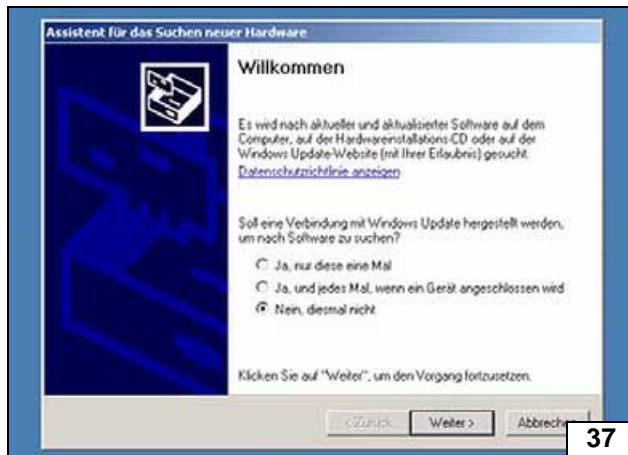 Assistent für das Suchen neuer Hardware
Willkommen
Es wird nach aktueller und aktualisierter Software auf dem
Computer, auf der Hardwareinstallations-CD oder auf der
Windows Update-Website (mit Ihrer Erlaubnis) gesucht.
Datenschutzrichtlinie anzeigen
Soll eine Verbindung mit Windows Update hergestellt werden,
um nach Software zu suchen?
Ja, nur diese eine Mal
Ja, und jedes Mal, wenn ein Gerät angeschlossen wird
Nein, diesmal nicht
Klicken Sie auf "Weiter", um den Vorgang fortzusetzen.
< Zurück Weiter > Abbreche
37